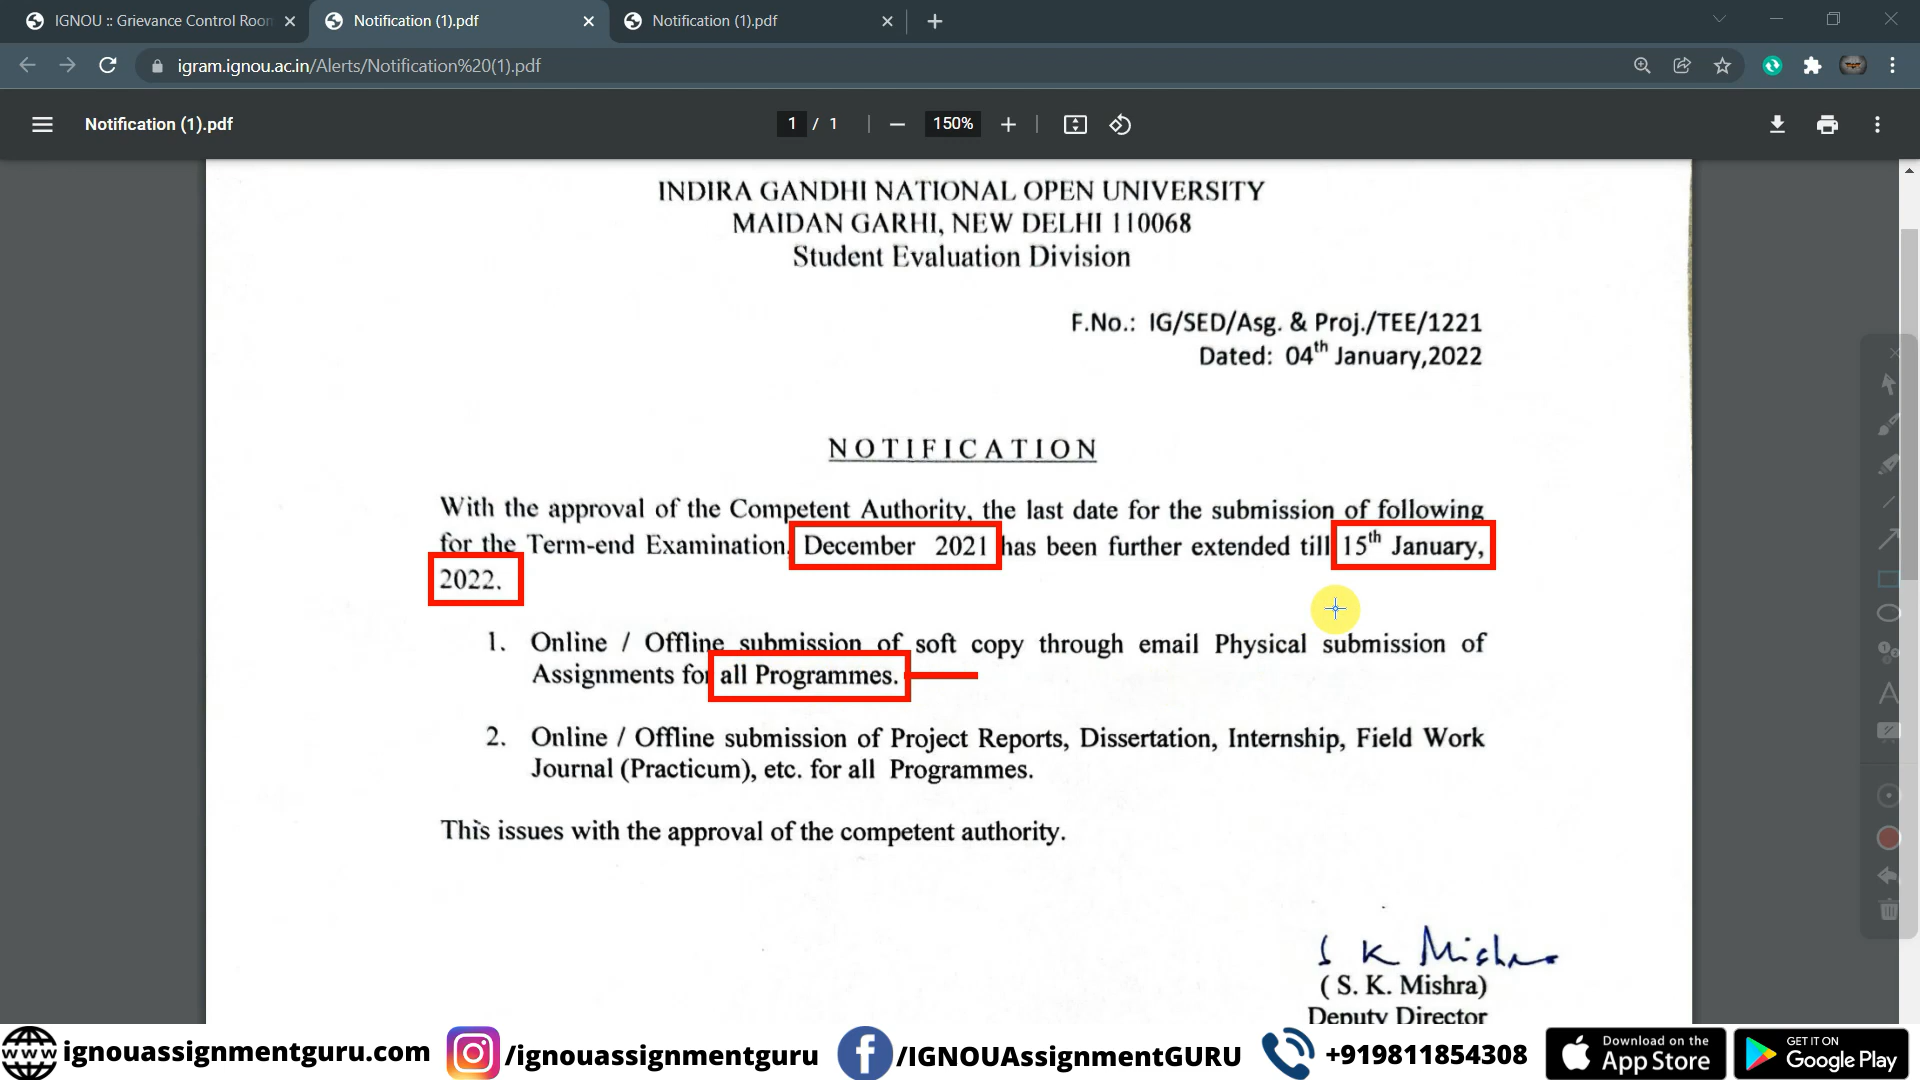 IGNOU :: Grievance Control Room
Notification (1).pdf
Notification (1).pdf
igram.ignou.ac.in/Alerts/Notification%20(1).pdf
Notification (1).pdf
1 / 1
150%
INDIRA GANDHI NATIONAL OPEN UNIVERSITY
MAIDAN GARHI, NEW DELHI 110068
Student Evaluation Division
F.No.: IG/SED/Asg. & Proj./TEE/1221
Dated: 04th January,2022
NOTIFICATION
With the approval of the Competent Authority, the last date for the submission of following
for the Term-end Examination, December 2021 has been further extended till 15th January,
2022.
1. Online / Offline submission of soft copy through email Physical submission of
Assignments for all Programmes.
2. Online / Offline submission of Project Reports, Dissertation, Internship, Field Work
Journal (Practicum), etc. for all Programmes.
This issues with the approval of the competent authority.
S K Mishra
( S. K. Mishra)
Deputy Director
www ignouassignmentguru.com /ignouassignmentguru f /IGNOUAssignmentGURU +919811854308 Download on the App Store GET IT ON Google Play